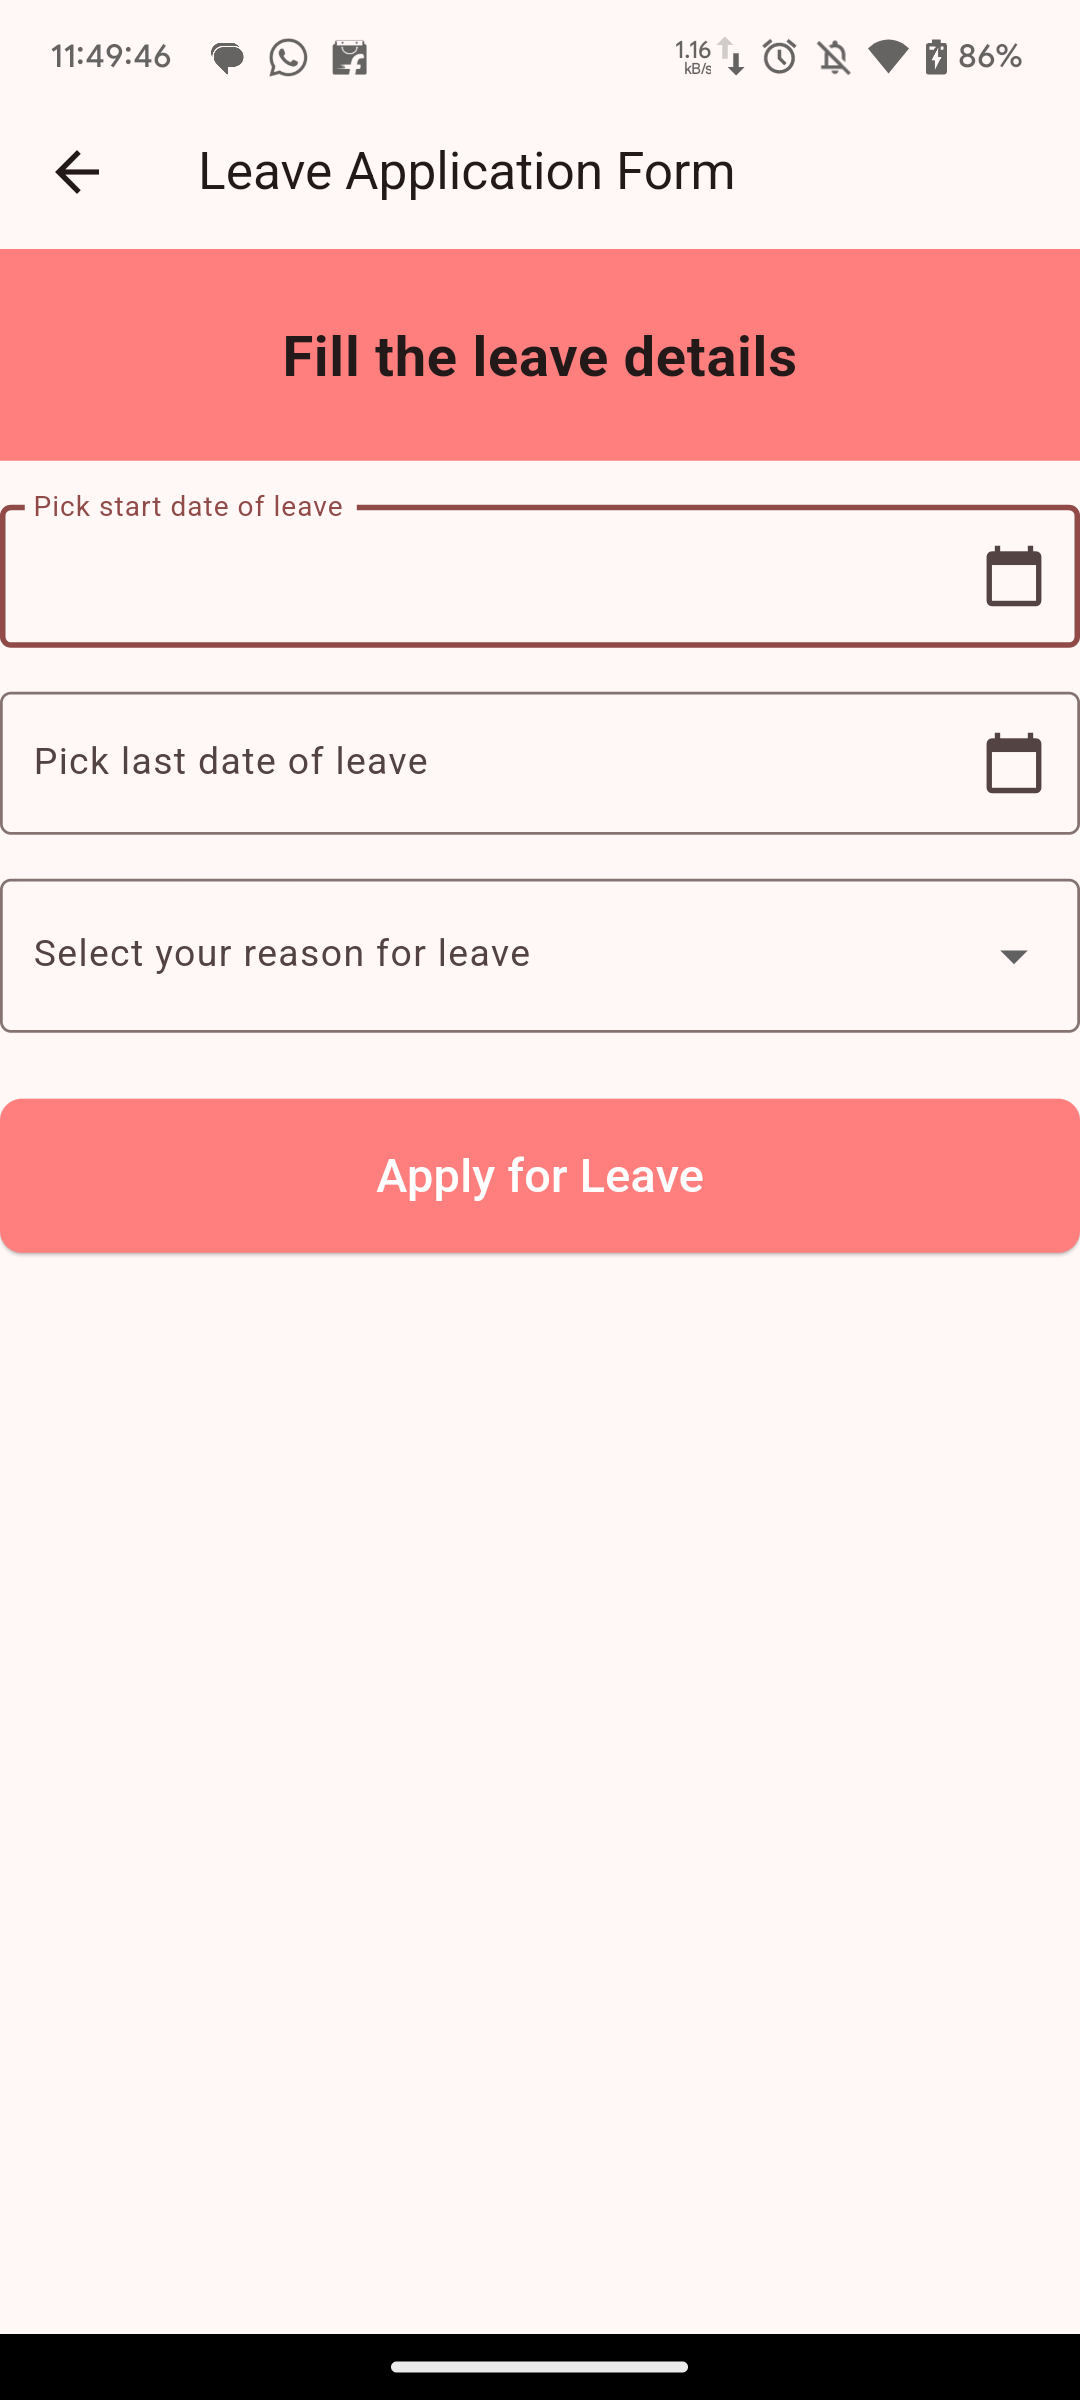 11:49:46
1.16 kB/s
86%
Leave Application Form
Fill the leave details
Pick start date of leave
Pick last date of leave
Select your reason for leave
Apply for Leave